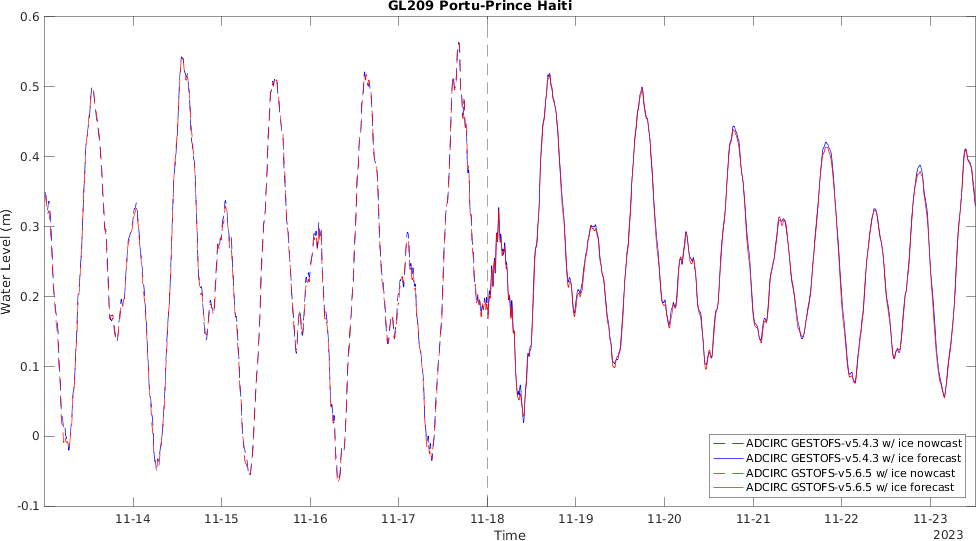 GL209 Portu-Prince Haiti
Water Level (m)
0.6
0.5
0.4
0.3
0.2
0.1
0
-0.1
11-14 11-15 11-16 11-17 11-18 11-19 11-20 11-21 11-22 11-23
Time
2023
ADCIRC GESTOFS-v5.4.3 w/ ice nowcast
ADCIRC GESTOFS-v5.4.3 w/ ice forecast
ADCIRC GSTOFS-v5.6.5 w/ ice nowcast
ADCIRC GSTOFS-v5.6.5 w/ ice forecast